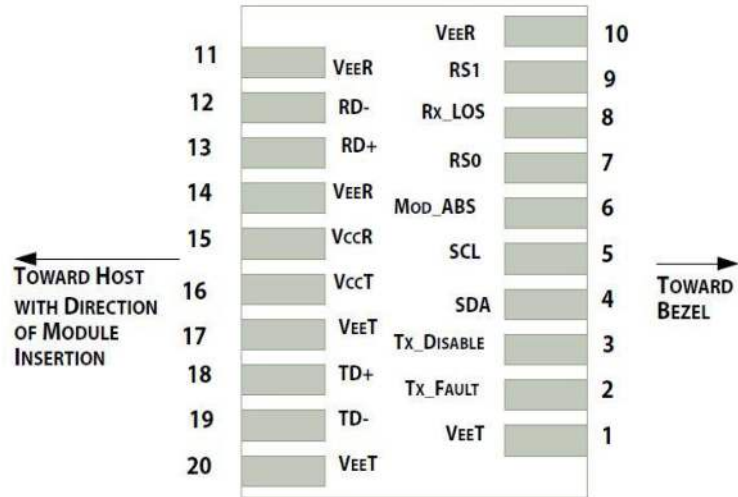 11 VEER
12 RD-
13 RD+
14 VEER
15 VCCR
16 VCCT
17 VEET
18 TD+
19 TD-
20 VEET
VEER 10
RS1 9
RX_LOS 8
RS0 7
MOD_ABS 6
SCL 5
SDA 4
TX_DISABLE 3
TX_FAULT 2
VEET 1
TOWARD HOST
WITH DIRECTION
OF MODULE
INSERTION
TOWARD
BEZEL